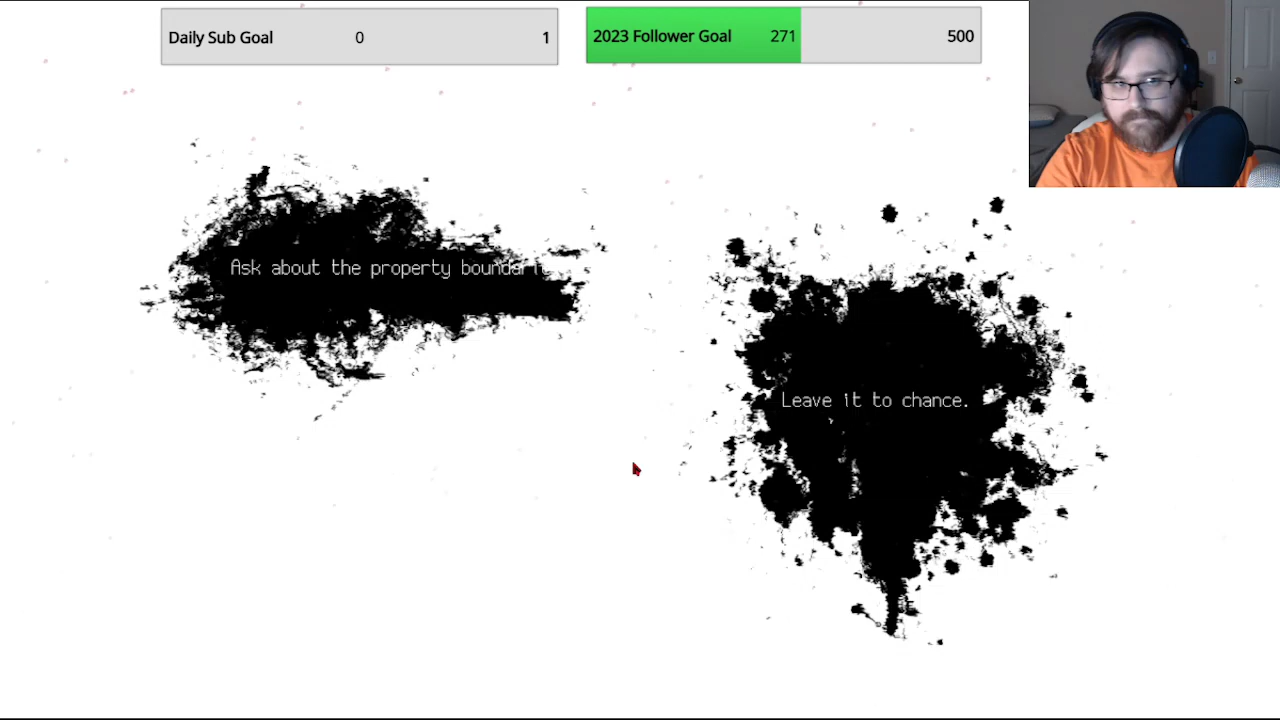 Daily Sub Goal 0 1
2023 Follower Goal 271 500
Ask about the property
Leave it to chance.